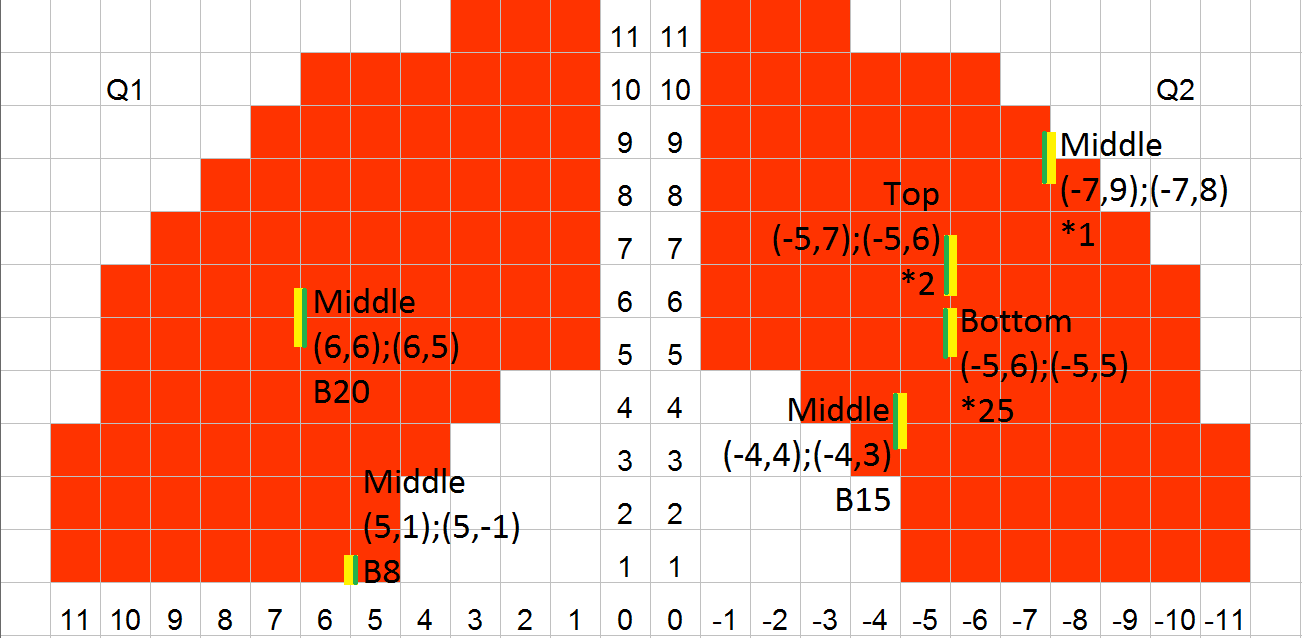 11 11
Q1 10 10 Q2
9 9
Middle
(-7,9);(-7,8)
*1
8 8
Top
(-5,7);(-5,6)
*2
7 7
6 6
Middle
(6,6);(6,5)
B20
Bottom
(-5,6);(-5,5)
*25
5 5
4 4
Middle
(-4,4);(-4,3)
B15
3 3
Middle
(5,1);(5,-1)
B8
2 2
1 1
11 10 9 8 7 6 5 4 3 2 1 0 0 -1 -2 -3 -4 -5 -6 -7 -8 -9 -10 -11